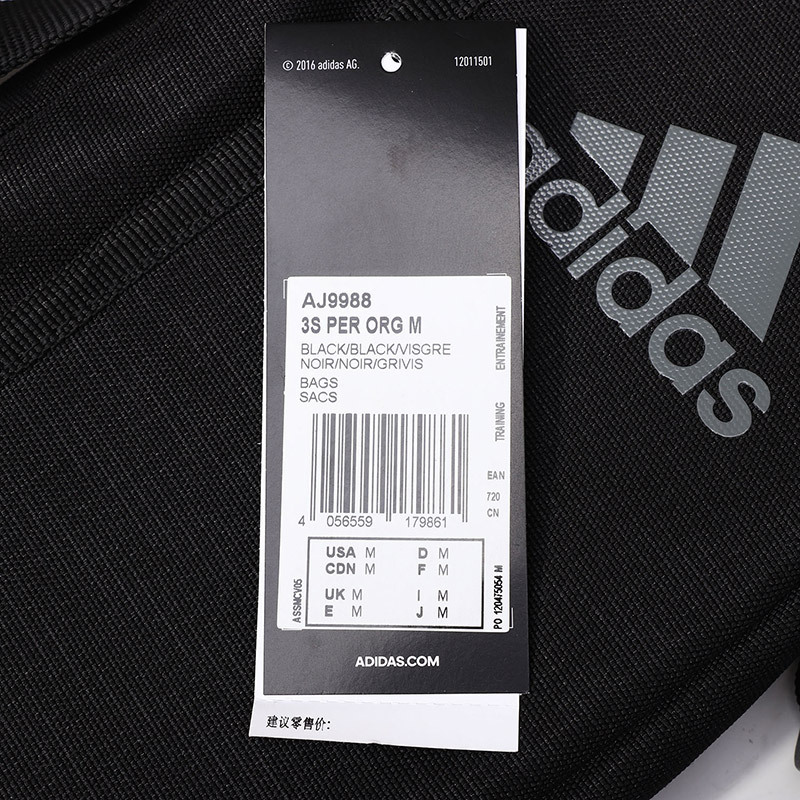 © 2016 adidas AG. 12011501
adidas
AJ9988
3S PER ORG M
BLACK/BLACK/VISGRE
NOIR/NOIR/GRIVIS
BAGS
SACS
TRAINING ENTRAINEMENT
EAN
720
CN
4 056559 179861
USA M D M
CDN M F M
UK M I M
E M J M
ASSMCV05
PO 120475054 M
ADIDAS.COM
建议零售价: